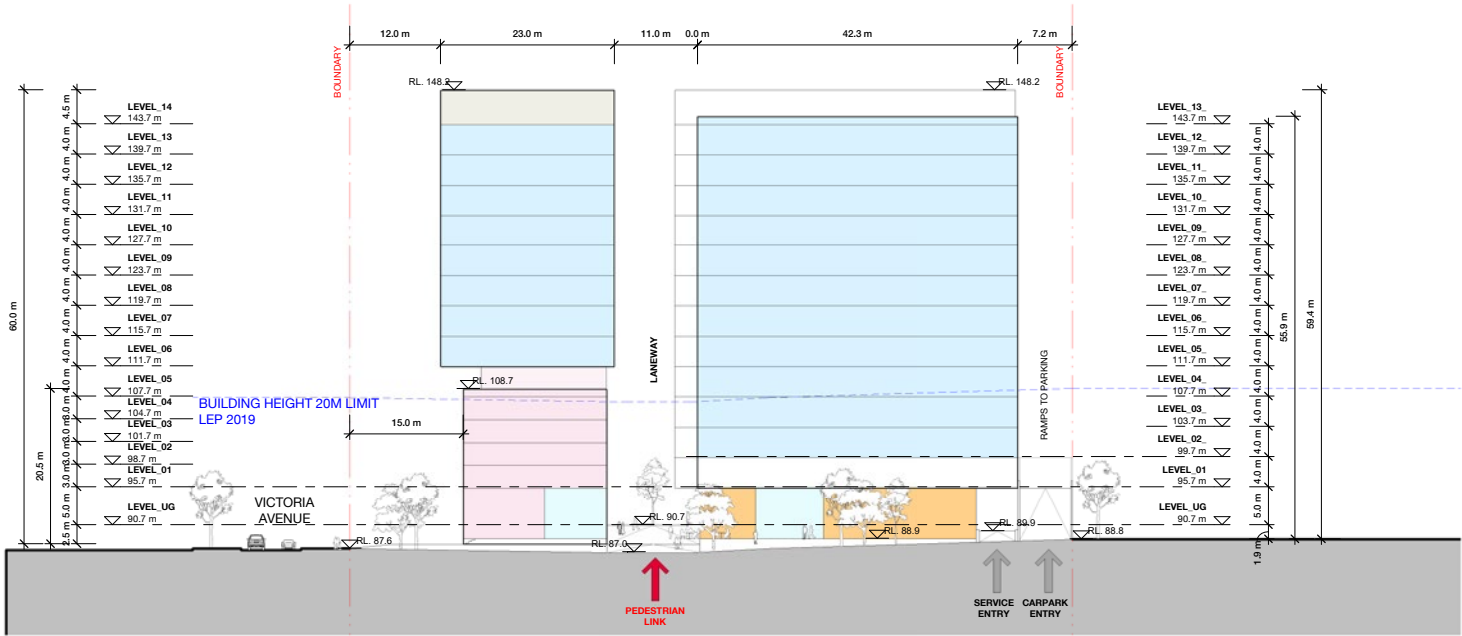 12.0 m
23.0 m
11.0 m
0.0 m
42.3 m
7.2 m
BOUNDARY
BOUNDARY
RL. 148.2
RL. 148.2
LEVEL_14
143.7 m
LEVEL_13
139.7 m
LEVEL_12
135.7 m
LEVEL_11
131.7 m
LEVEL_10
127.7 m
LEVEL_09
123.7 m
LEVEL_08
119.7 m
LEVEL_07
115.7 m
LEVEL_06
111.7 m
LEVEL_05
107.7 m
LEVEL_04
104.7 m
LEVEL_03
101.7 m
LEVEL_02
98.7 m
LEVEL_01
95.7 m
LEVEL_UG
90.7 m
60.0 m
20.5 m
4.5 m
4.0 m
4.0 m
4.0 m
4.0 m
4.0 m
4.0 m
4.0 m
4.0 m
4.0 m
3.0 m
3.0 m
3.0 m
3.0 m
5.0 m
2.5 m
BUILDING HEIGHT 20M LIMIT
LEP 2019
15.0 m
RL. 108.7
VICTORIA
AVENUE
RL. 87.6
RL. 87.0
RL. 90.7
LANEWAY
RL. 88.9
RL. 89.9
RL. 88.8
RAMPS TO PARKING
PEDESTRIAN
LINK
SERVICE
ENTRY
CARPARK
ENTRY
LEVEL_13_
143.7 m
LEVEL_12_
139.7 m
LEVEL_11_
135.7 m
LEVEL_10_
131.7 m
LEVEL_09_
127.7 m
LEVEL_08_
123.7 m
LEVEL_07_
119.7 m
LEVEL_06_
115.7 m
LEVEL_05_
111.7 m
LEVEL_04_
107.7 m
LEVEL_03_
103.7 m
LEVEL_02_
99.7 m
LEVEL_01
95.7 m
LEVEL_UG
90.7 m
4.0 m
4.0 m
4.0 m
4.0 m
4.0 m
4.0 m
4.0 m
4.0 m
4.0 m
4.0 m
4.0 m
4.0 m
5.0 m
1.9 m
55.9 m
59.4 m